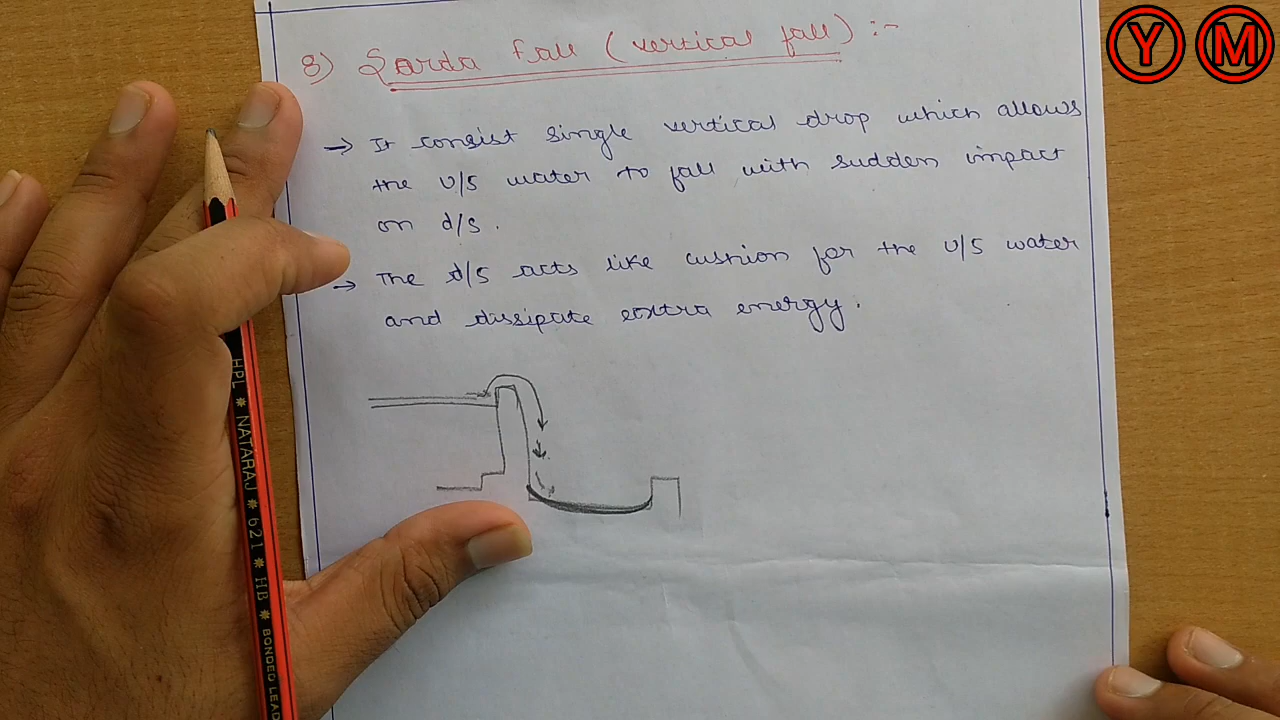 Y M
8) Sarda Fall (vertical fall) :-
→ It consist single vertical drop which allows
the U/S water to fall with sudden impact
on d/s.
→ The d/s acts like cushion for the U/S water
and dissipate extra energy.
HPL ✱ NATARAJ ✱ 621 ✱ HB ✱ BONDED LEAD